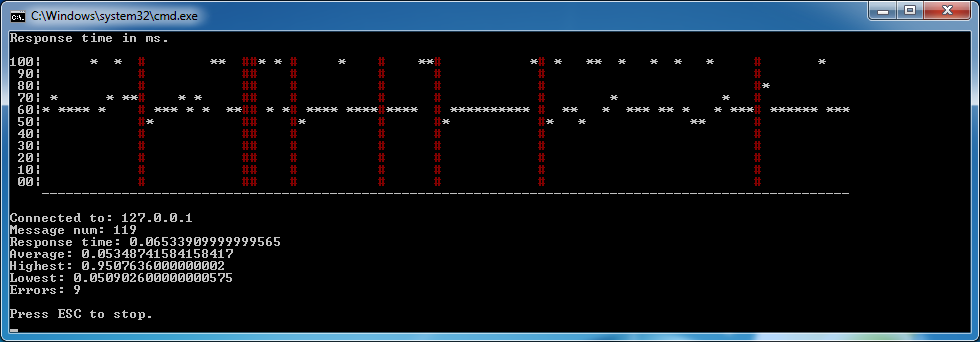 C:\Windows\system32\cmd.exe
Response time in ms.
100|
90|
80|
70|
60|
50|
40|
30|
20|
10|
00|
Connected to: 127.0.0.1
Message num: 119
Response time: 0.06533909999999565
Average: 0.05348741584158417
Highest: 0.9507636000000002
Lowest: 0.050902600000000575
Errors: 9
Press ESC to stop.